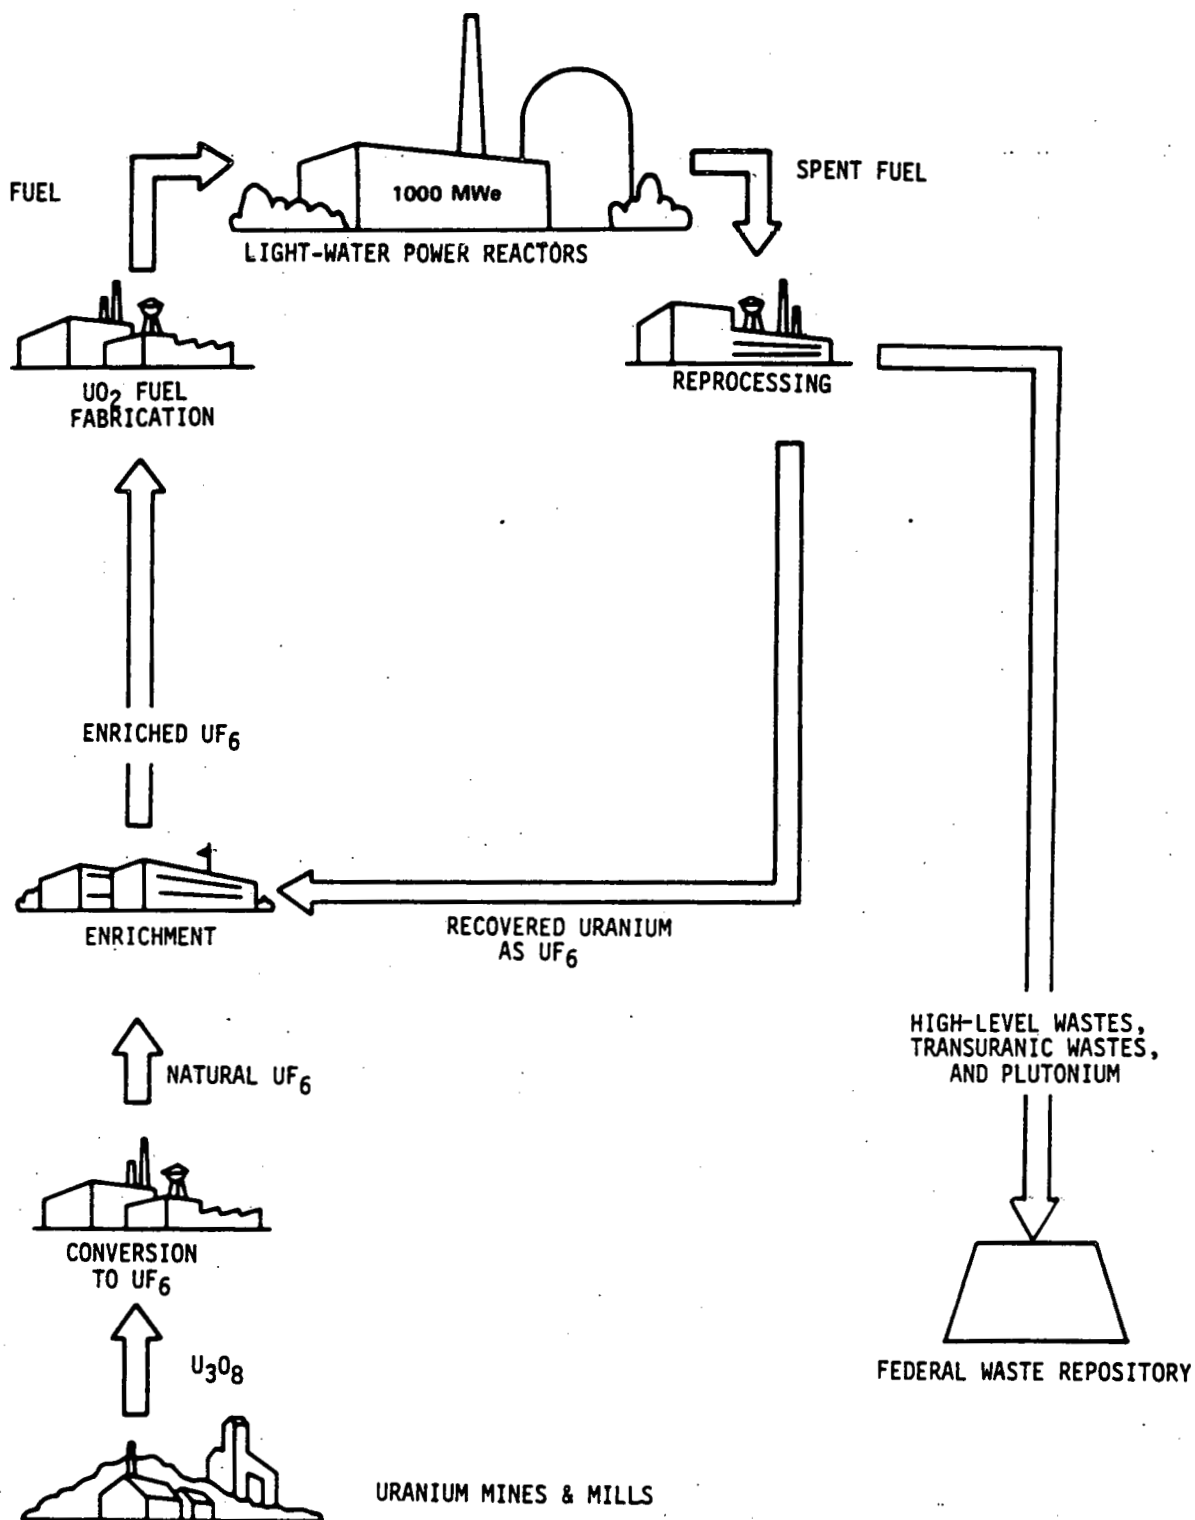 FUEL
1000 MWe
SPENT FUEL
LIGHT-WATER POWER REACTORS
UO2 FUEL
FABRICATION
REPROCESSING
ENRICHED UF6
ENRICHMENT
RECOVERED URANIUM
AS UF6
NATURAL UF6
HIGH-LEVEL WASTES,
TRANSURANIC WASTES,
AND PLUTONIUM
CONVERSION
TO UF6
U3O8
FEDERAL WASTE REPOSITORY
URANIUM MINES & MILLS